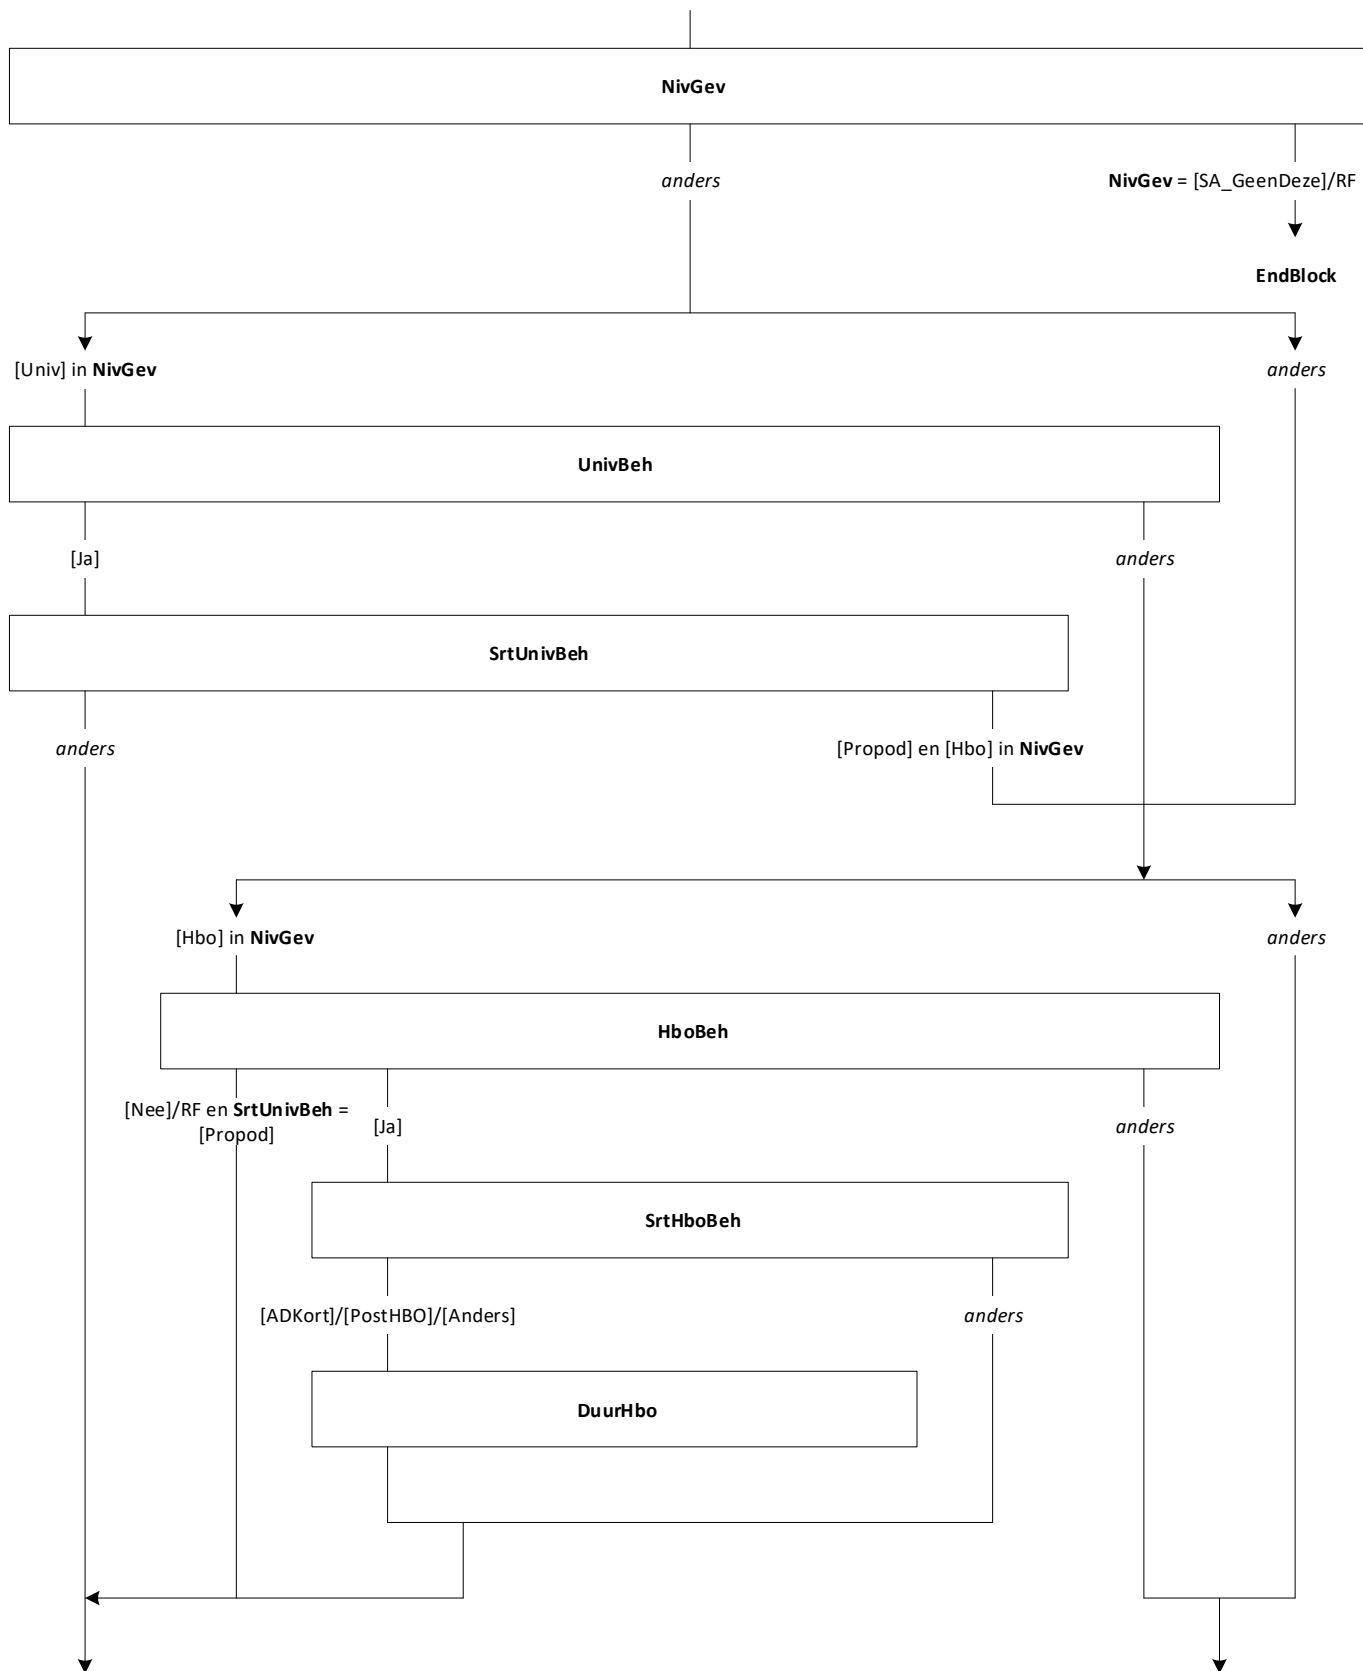 NivGev
anders
NivGev = [SA_GeenDeze]/RF
EndBlock
[Univ] in NivGev
anders
UnivBeh
[Ja]
anders
SrtUnivBeh
anders
[Propod] en [Hbo] in NivGev
[Hbo] in NivGev
anders
HboBeh
[Nee]/RF en SrtUnivBeh =
[Propod]
[Ja]
anders
SrtHboBeh
[ADKort]/[PostHBO]/[Anders]
anders
DuurHbo